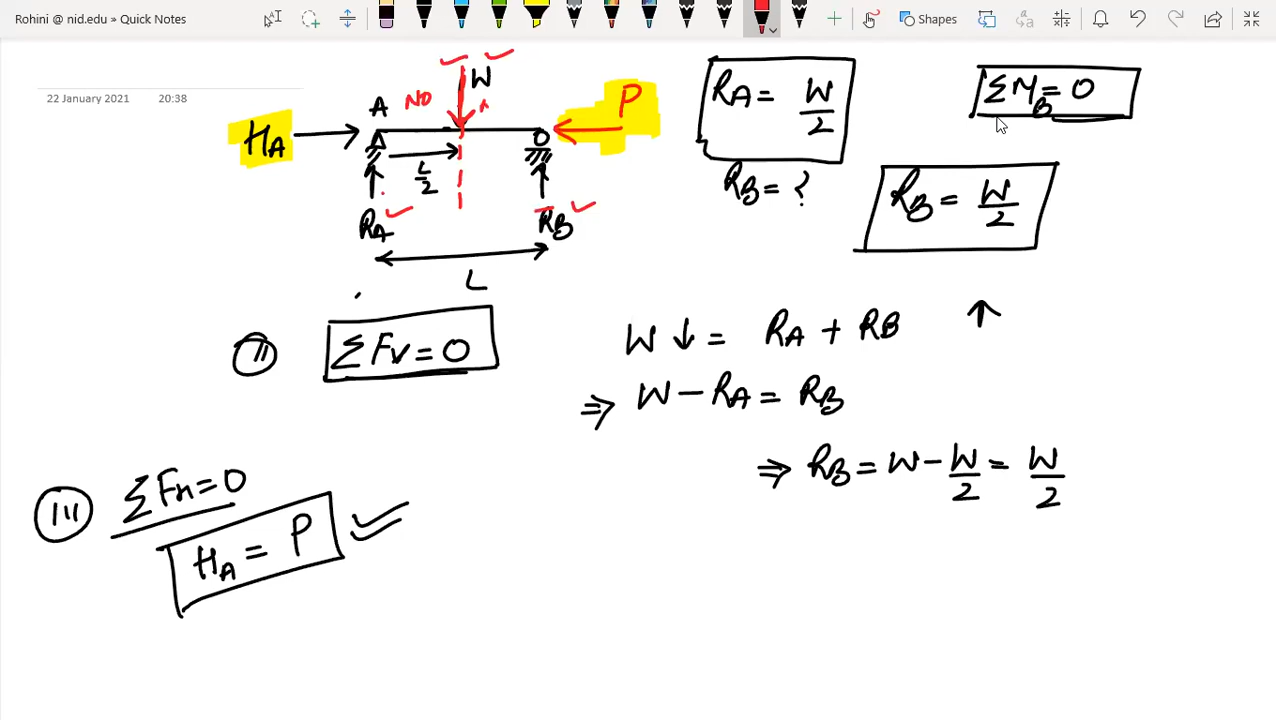 Rohini @ nid.edu » Quick Notes
Shapes
22 January 2021 20:38
W
NO
A
P
HA
L/2
RA
RB
L
RA = W/2
RB = ?
ΣMB = 0
RB = W/2
II ΣFv = 0
W ↓ = RA + RB ↑
⇒ W − RA = RB
⇒ RB = W − W/2 = W/2
III ΣFn = 0
HA = P